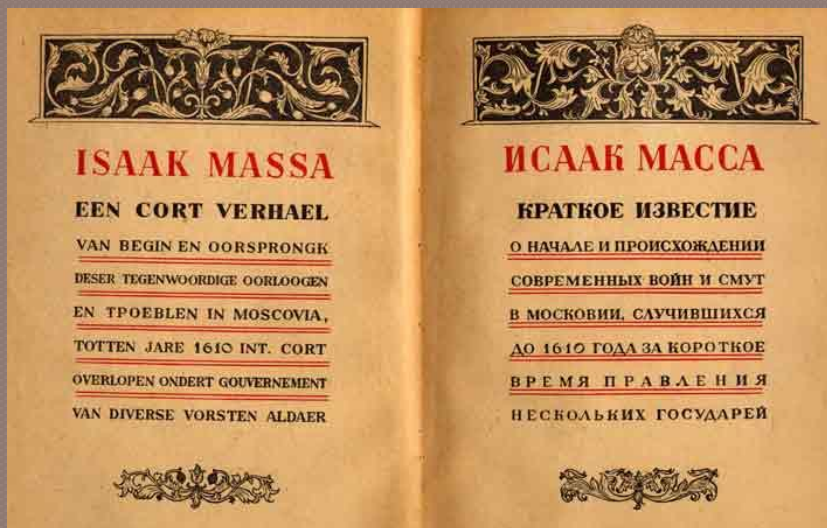 ISAAK MASSA
EEN CORT VERHAEL
VAN BEGIN EN OORSPRONGK
DESER TEGENWOORDIGE OORLOOGEN
EN TPOEBLEN IN MOSCOVIA,
TOTTEN JARE 1610 INT. CORT
OVERLOPEN ONDERT GOUVERNEMENT
VAN DIVERSE VORSTEN ALDAER
ИСААК МАССА
КРАТКОЕ ИЗВЕСТИЕ
О НАЧАЛЕ И ПРОИСХОЖДЕНИИ
СОВРЕМЕННЫХ ВОЙН И СМУТ
В МОСКОВИИ, СЛУЧИВШИХСЯ
ДО 1610 ГОДА ЗА КОРОТКОЕ
ВРЕМЯ ПРАВЛЕНИЯ
НЕСКОЛЬКИХ ГОСУДАРЕЙ